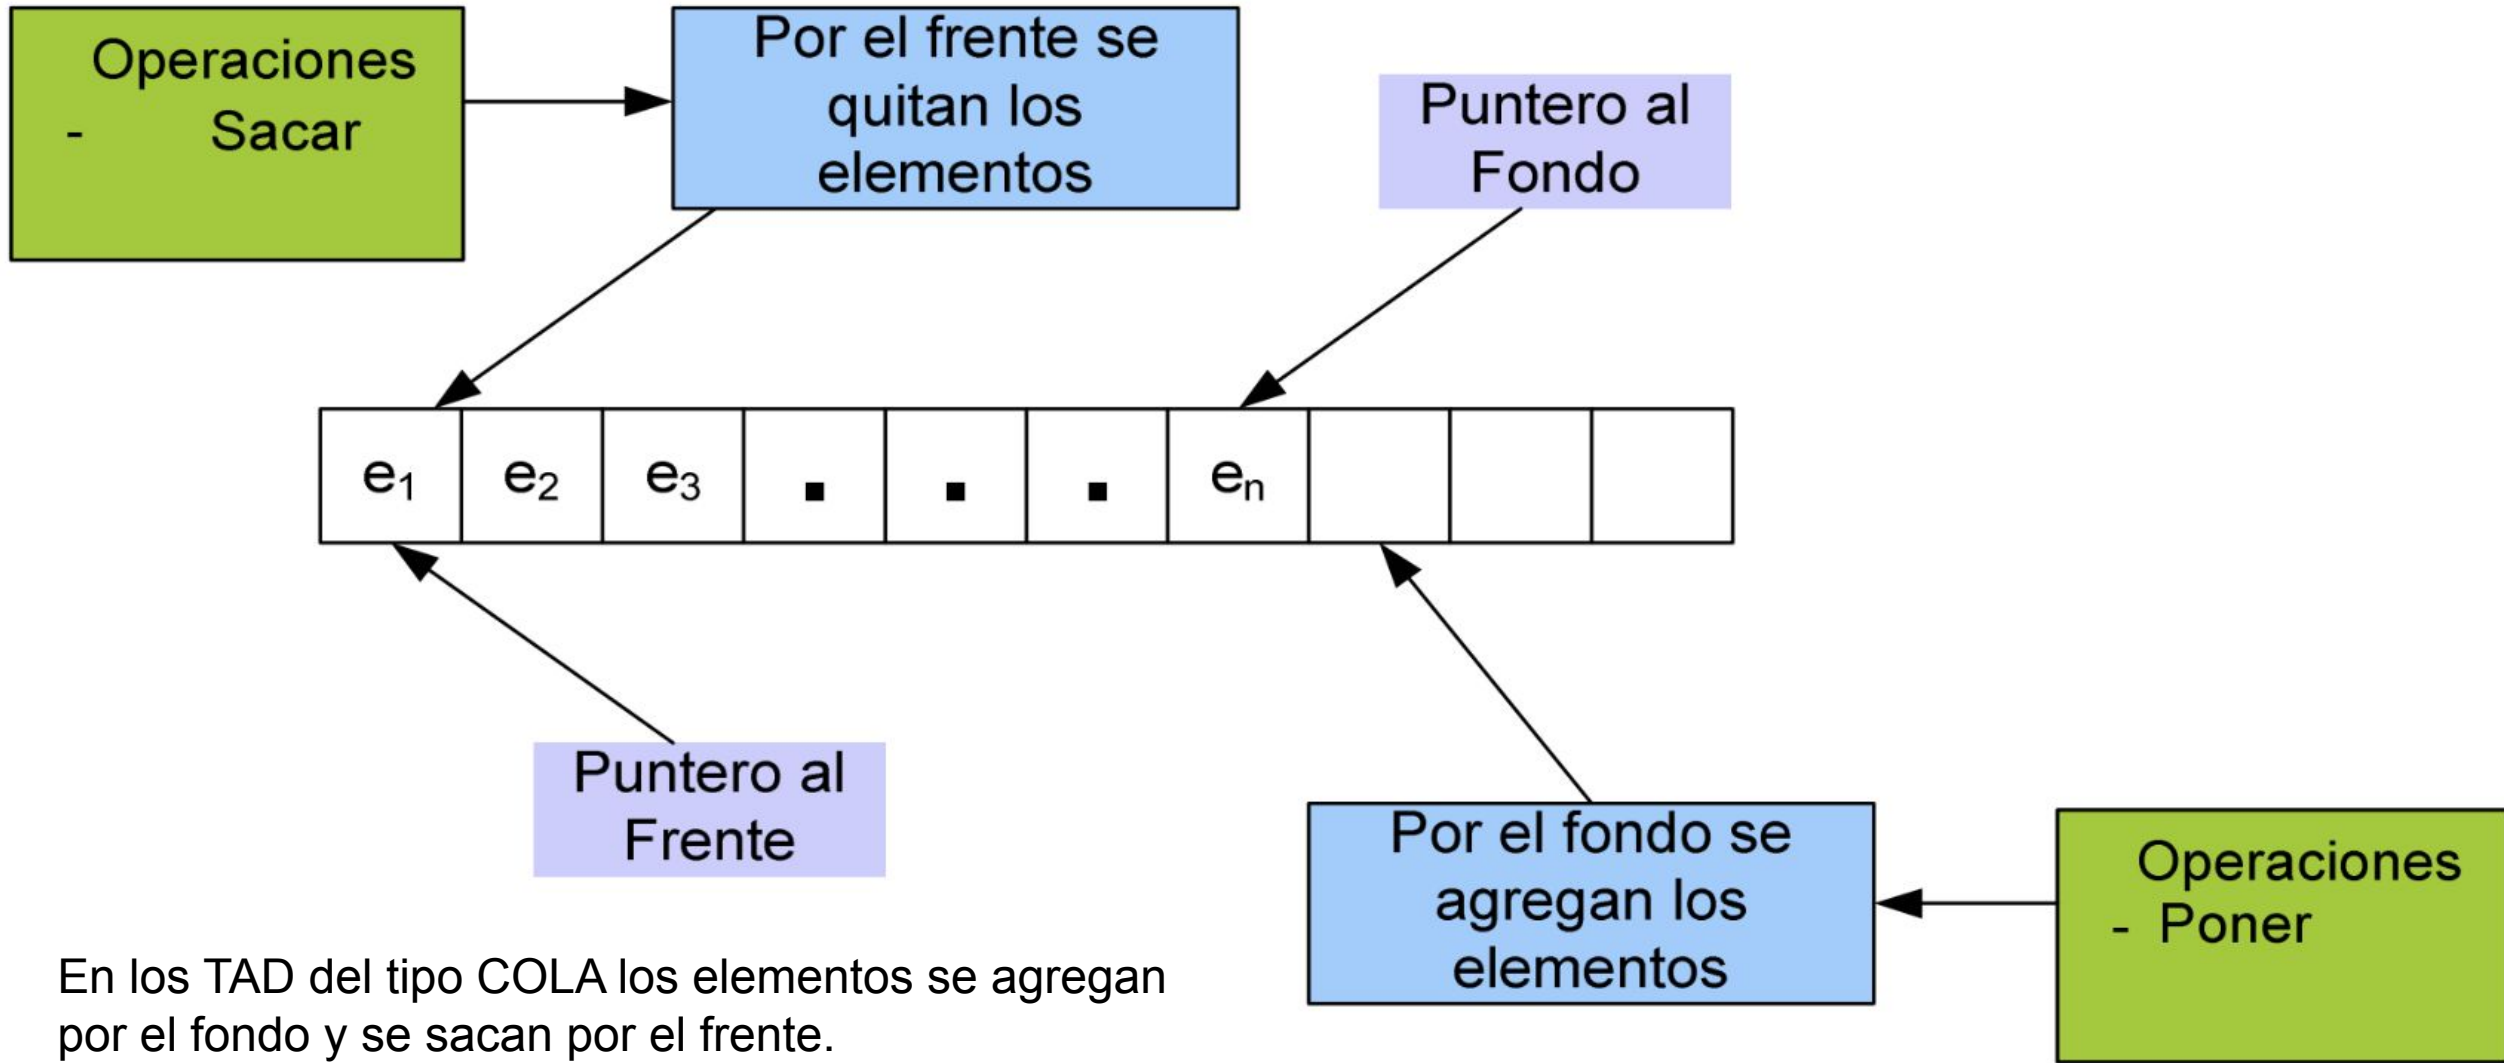 Operaciones
- Sacar
Por el frente se
quitan los
elementos
Puntero al
Fondo
e₁ e₂ e₃ . . . eₙ
Puntero al
Frente
Por el fondo se
agregan los
elementos
Operaciones
- Poner
En los TAD del tipo COLA los elementos se agregan
por el fondo y se sacan por el frente.